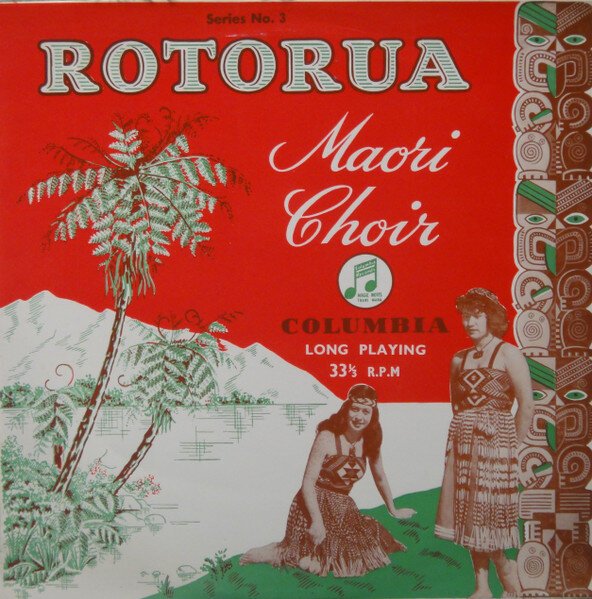 Series No. 3
ROTORUA
Maori
Choir
COLUMBIA
LONG PLAYING
33⅓ R.P.M